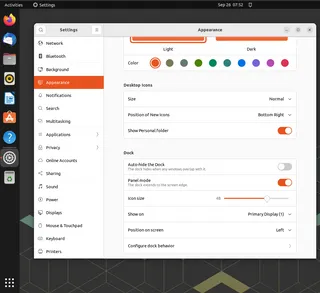 Activities
Settings
Sep 26 07:52
Settings
Appearance
Network
Bluetooth
Background
Appearance
Notifications
Search
Multitasking
Applications
Privacy
Online Accounts
Sharing
Sound
Power
Displays
Mouse & Touchpad
Keyboard
Printers
Light
Dark
Color
Desktop Icons
Size
Normal
Position of New Icons
Bottom Right
Show Personal Folder
Dock
Auto-hide the Dock
The dock hides when any windows overlap with it.
Panel mode
The dock extends to the screen edge.
Icon size
48
Show on
Primary Display (1)
Position on screen
Left
Configure dock behavior